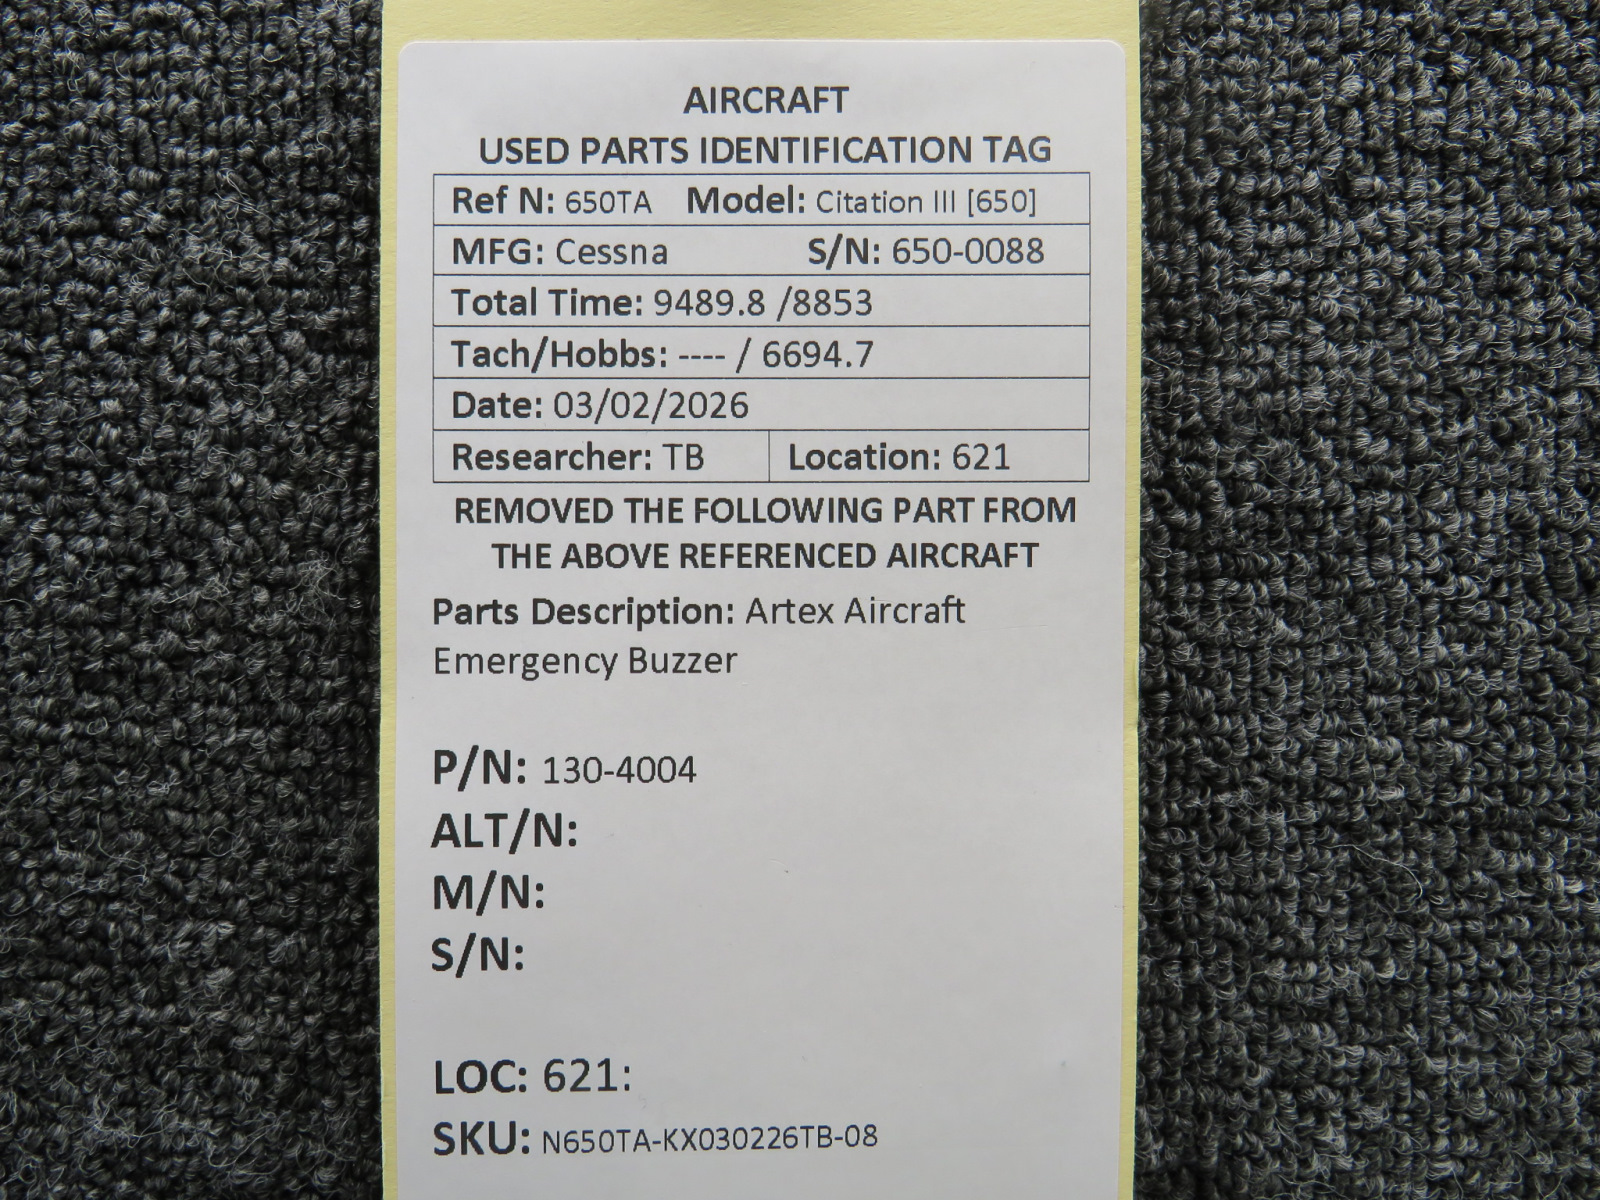 AIRCRAFT
USED PARTS IDENTIFICATION TAG
Ref N: 650TA Model: Citation III [650]
MFG: Cessna S/N: 650-0088
Total Time: 9489.8 /8853
Tach/Hobbs: ---- / 6694.7
Date: 03/02/2026
Researcher: TB Location: 621
REMOVED THE FOLLOWING PART FROM
THE ABOVE REFERENCED AIRCRAFT
Parts Description: Artex Aircraft
Emergency Buzzer
P/N: 130-4004
ALT/N:
M/N:
S/N:
LOC: 621:
SKU: N650TA-KX030226TB-08